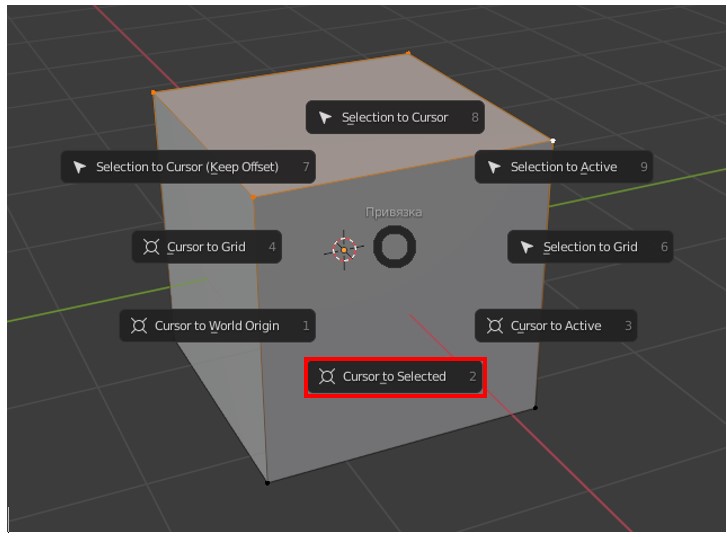 Selection to Cursor 8
Selection to Cursor (Keep Offset) 7
Selection to Active 9
Привязка
Cursor to Grid 4
Selection to Grid 6
Cursor to World Origin 1
Cursor to Active 3
Cursor to Selected 2